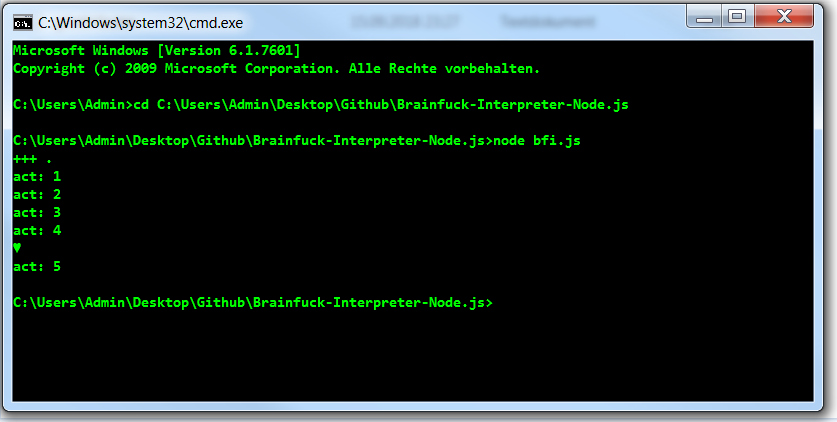 C:\Windows\system32\cmd.exe
Microsoft Windows [Version 6.1.7601]
Copyright (c) 2009 Microsoft Corporation. Alle Rechte vorbehalten.
C:\Users\Admin>cd C:\Users\Admin\Desktop\Github\Brainfuck-Interpreter-Node.js
C:\Users\Admin\Desktop\Github\Brainfuck-Interpreter-Node.js>node bfi.js
+++ .
act: 1
act: 2
act: 3
act: 4
♥
act: 5
C:\Users\Admin\Desktop\Github\Brainfuck-Interpreter-Node.js>